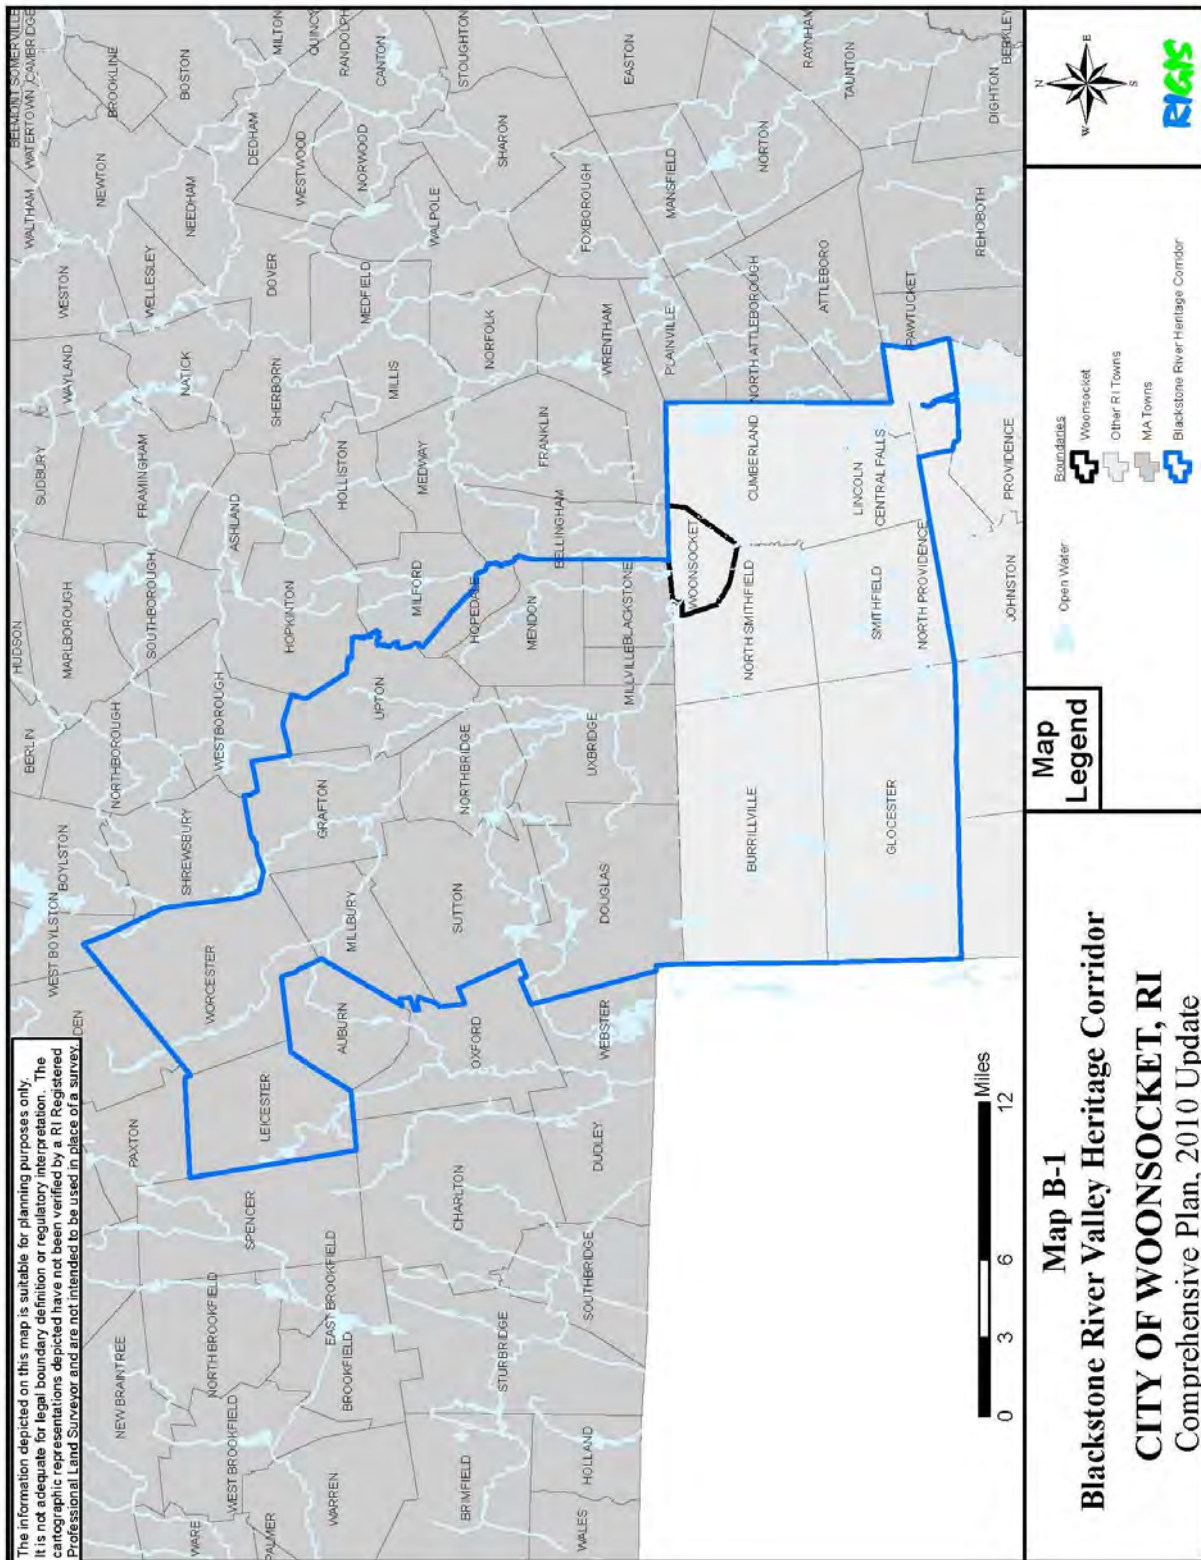 The information depicted on this map is suitable for planning purposes only.
It is not adequate for legal boundary definition or regulatory interpretation. The
cartographic representations depicted have not been verified by a RI Registered
Professional Land Surveyor and are not intended to be used in place of a survey.
WEST BOYLSTON
BOYLSTON
BERLIN
HUDSON
SUDBURY
WAYLAND
WESTON
WALTHAM
WATERTOWN
BELMONT
SOMERVILLE
CAMBRIDGE
NEWTON
BROOKLINE
NEW BRAINTREE
PAXTON
DEN
NORTHBOROUGH
MARLBOROUGH
FRAMINGHAM
WELLESLEY
WARE
WEST BROOKFIELD
NORTH BROOKFIELD
SPENCER
LEICESTER
WORCESTER
SHREWSBURY
WESTBOROUGH
SOUTHBOROUGH
ASHLAND
NATICK
NEEDHAM
BOSTON
DEDHAM
MILTON
QUINCY
PALMER
WARREN
BROOKFIELD
EAST BROOKFIELD
AUBURN
MILLBURY
GRAFTON
HOPKINTON
SHERBORN
DOVER
WESTWOOD
RANDOLPH
HOLLISTON
NORWOOD
CANTON
UPTON
MILFORD
MILLIS
MEDFIELD
WALPOLE
STOUGHTON
BRIMFIELD
STURBRIDGE
CHARLTON
OXFORD
SUTTON
NORTHBRIDGE
HOPEDALE
MEDWAY
NORFOLK
SHARON
MENDON
BELLINGHAM
FRANKLIN
WALES
HOLLAND
SOUTHBRIDGE
DUDLEY
WEBSTER
DOUGLAS
UXBRIDGE
MILLVILLE
BLACKSTONE
WRENTHAM
FOXBOROUGH
EASTON
PLAINVILLE
MANSFIELD
WOONSOCKET
BURRILLVILLE
NORTH SMITHFIELD
CUMBERLAND
NORTH ATTLEBOROUGH
NORTON
RAYNHAM
ATTLEBORO
TAUNTON
GLOCESTER
SMITHFIELD
LINCOLN
CENTRAL FALLS
NORTH PROVIDENCE
PAWTUCKET
REHOBOTH
DIGHTON
BERKLEY
JOHNSTON
PROVIDENCE
0 3 6 12
Miles
Map B-1
Blackstone River Valley Heritage Corridor
CITY OF WOONSOCKET, RI
Comprehensive Plan, 2010 Update
Map
Legend
Open Water
Boundaries
Woonsocket
Other RI Towns
MA Towns
Blackstone River Heritage Corridor
N
W
E
S
RIGIS